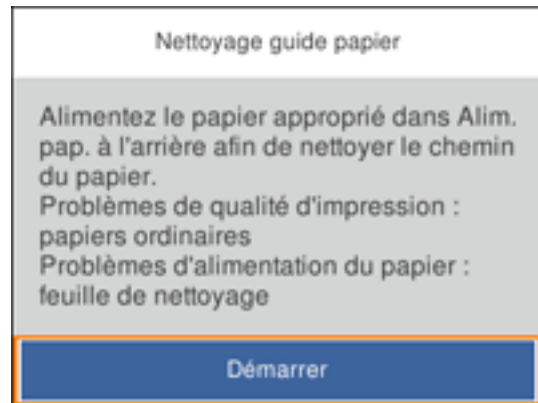 Nettoyage guide papier
Alimentez le papier approprié dans Alim.
pap. à l'arrière afin de nettoyer le chemin
du papier.
Problèmes de qualité d'impression :
papiers ordinaires
Problèmes d'alimentation du papier :
feuille de nettoyage
Démarrer